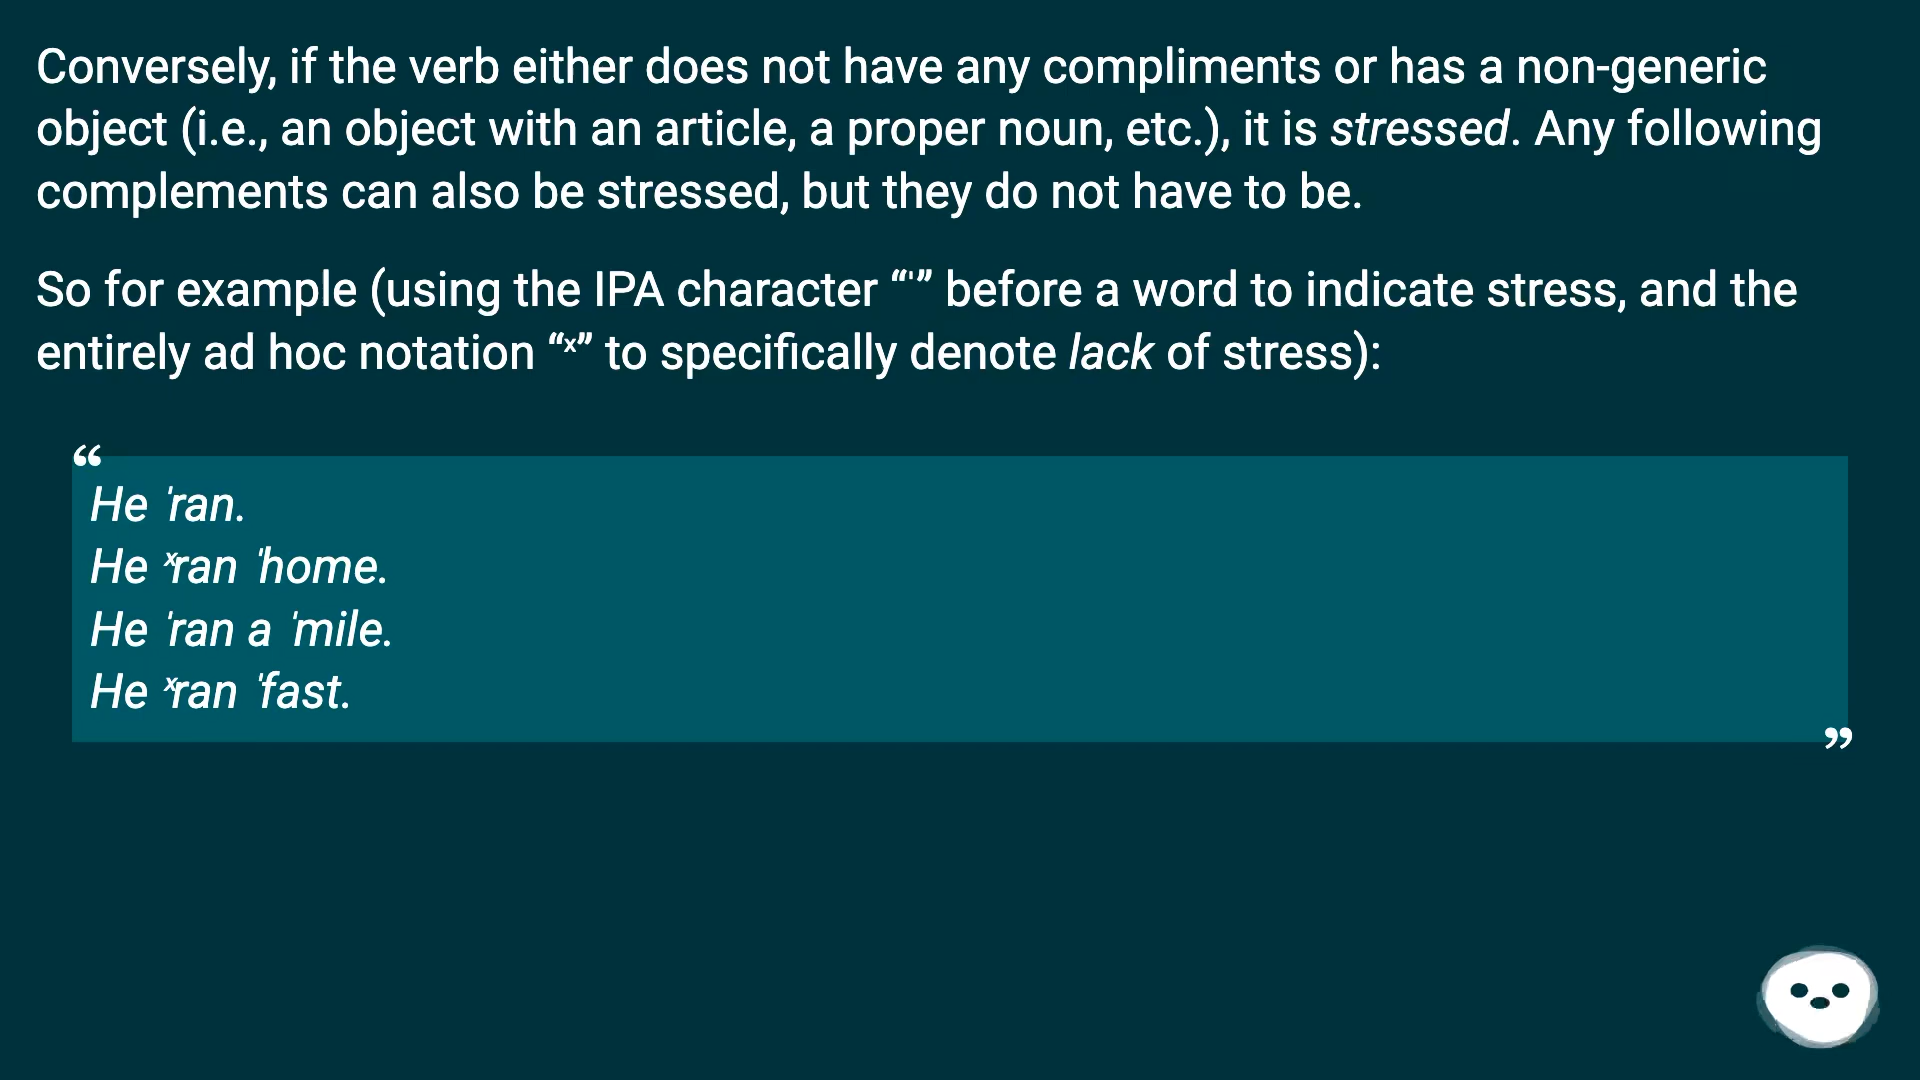 Conversely, if the verb either does not have any compliments or has a non-generic
object (i.e., an object with an article, a proper noun, etc.), it is stressed. Any following
complements can also be stressed, but they do not have to be.
So for example (using the IPA character “ˈ” before a word to indicate stress, and the
entirely ad hoc notation “ˣ” to specifically denote lack of stress):
“
He ˈran.
He ˣran ˈhome.
He ˈran a ˈmile.
He ˣran ˈfast.
”